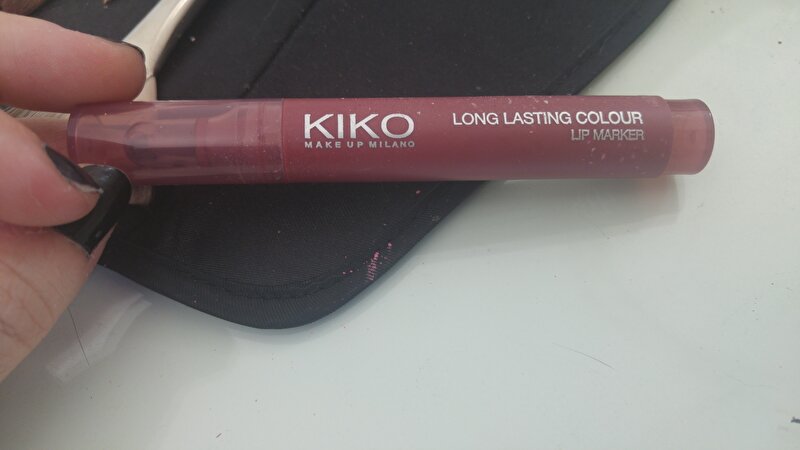 KIKO
MAKE UP MILANO
LONG LASTING COLOUR
LIP MARKER